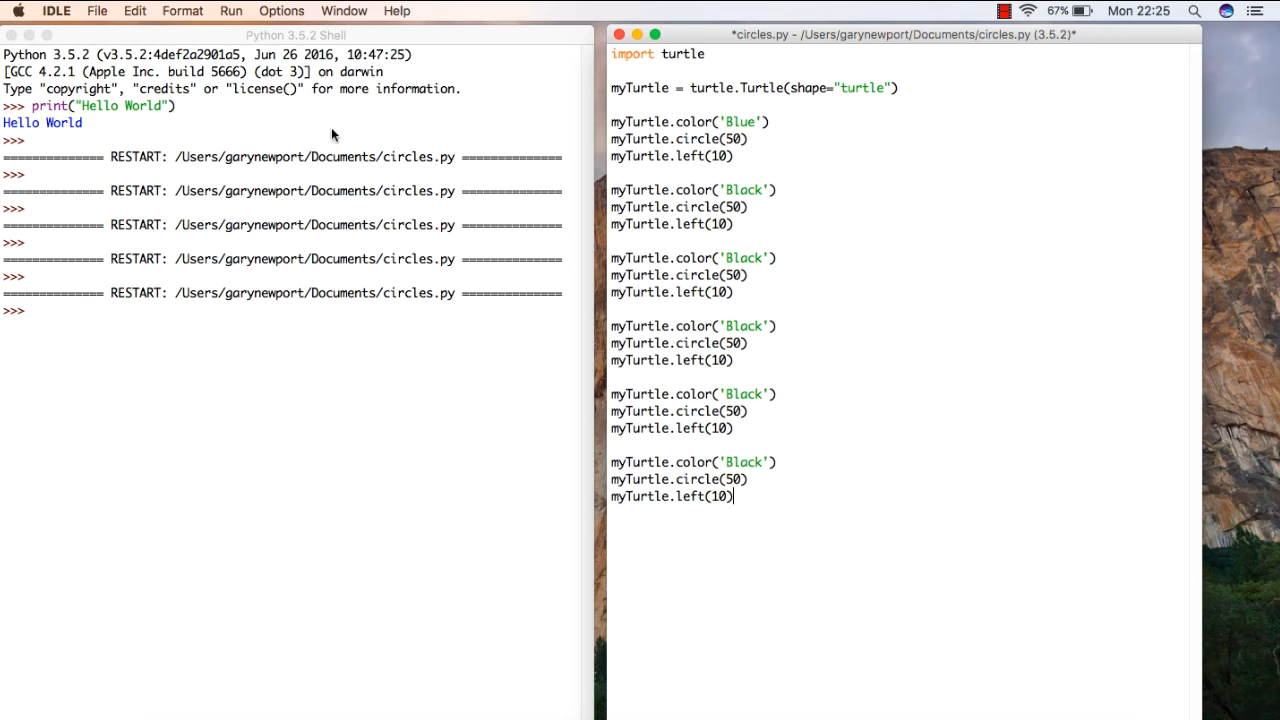 IDLE File Edit Format Run Options Window Help 67% Mon 22:25
Python 3.5.2 Shell
Python 3.5.2 (v3.5.2:4def2a2901a5, Jun 26 2016, 10:47:25)
[GCC 4.2.1 (Apple Inc. build 5666) (dot 3)] on darwin
Type "copyright", "credits" or "license()" for more information.
>>> print("Hello World")
Hello World
>>>
============== RESTART: /Users/garynewport/Documents/circles.py ==============
>>>
============== RESTART: /Users/garynewport/Documents/circles.py ==============
>>>
============== RESTART: /Users/garynewport/Documents/circles.py ==============
>>>
============== RESTART: /Users/garynewport/Documents/circles.py ==============
>>>
============== RESTART: /Users/garynewport/Documents/circles.py ==============
>>>
*circles.py - /Users/garynewport/Documents/circles.py (3.5.2)*
import turtle
myTurtle = turtle.Turtle(shape="turtle")
myTurtle.color('Blue')
myTurtle.circle(50)
myTurtle.left(10)
myTurtle.color('Black')
myTurtle.circle(50)
myTurtle.left(10)
myTurtle.color('Black')
myTurtle.circle(50)
myTurtle.left(10)
myTurtle.color('Black')
myTurtle.circle(50)
myTurtle.left(10)
myTurtle.color('Black')
myTurtle.circle(50)
myTurtle.left(10)
myTurtle.color('Black')
myTurtle.circle(50)
myTurtle.left(10)